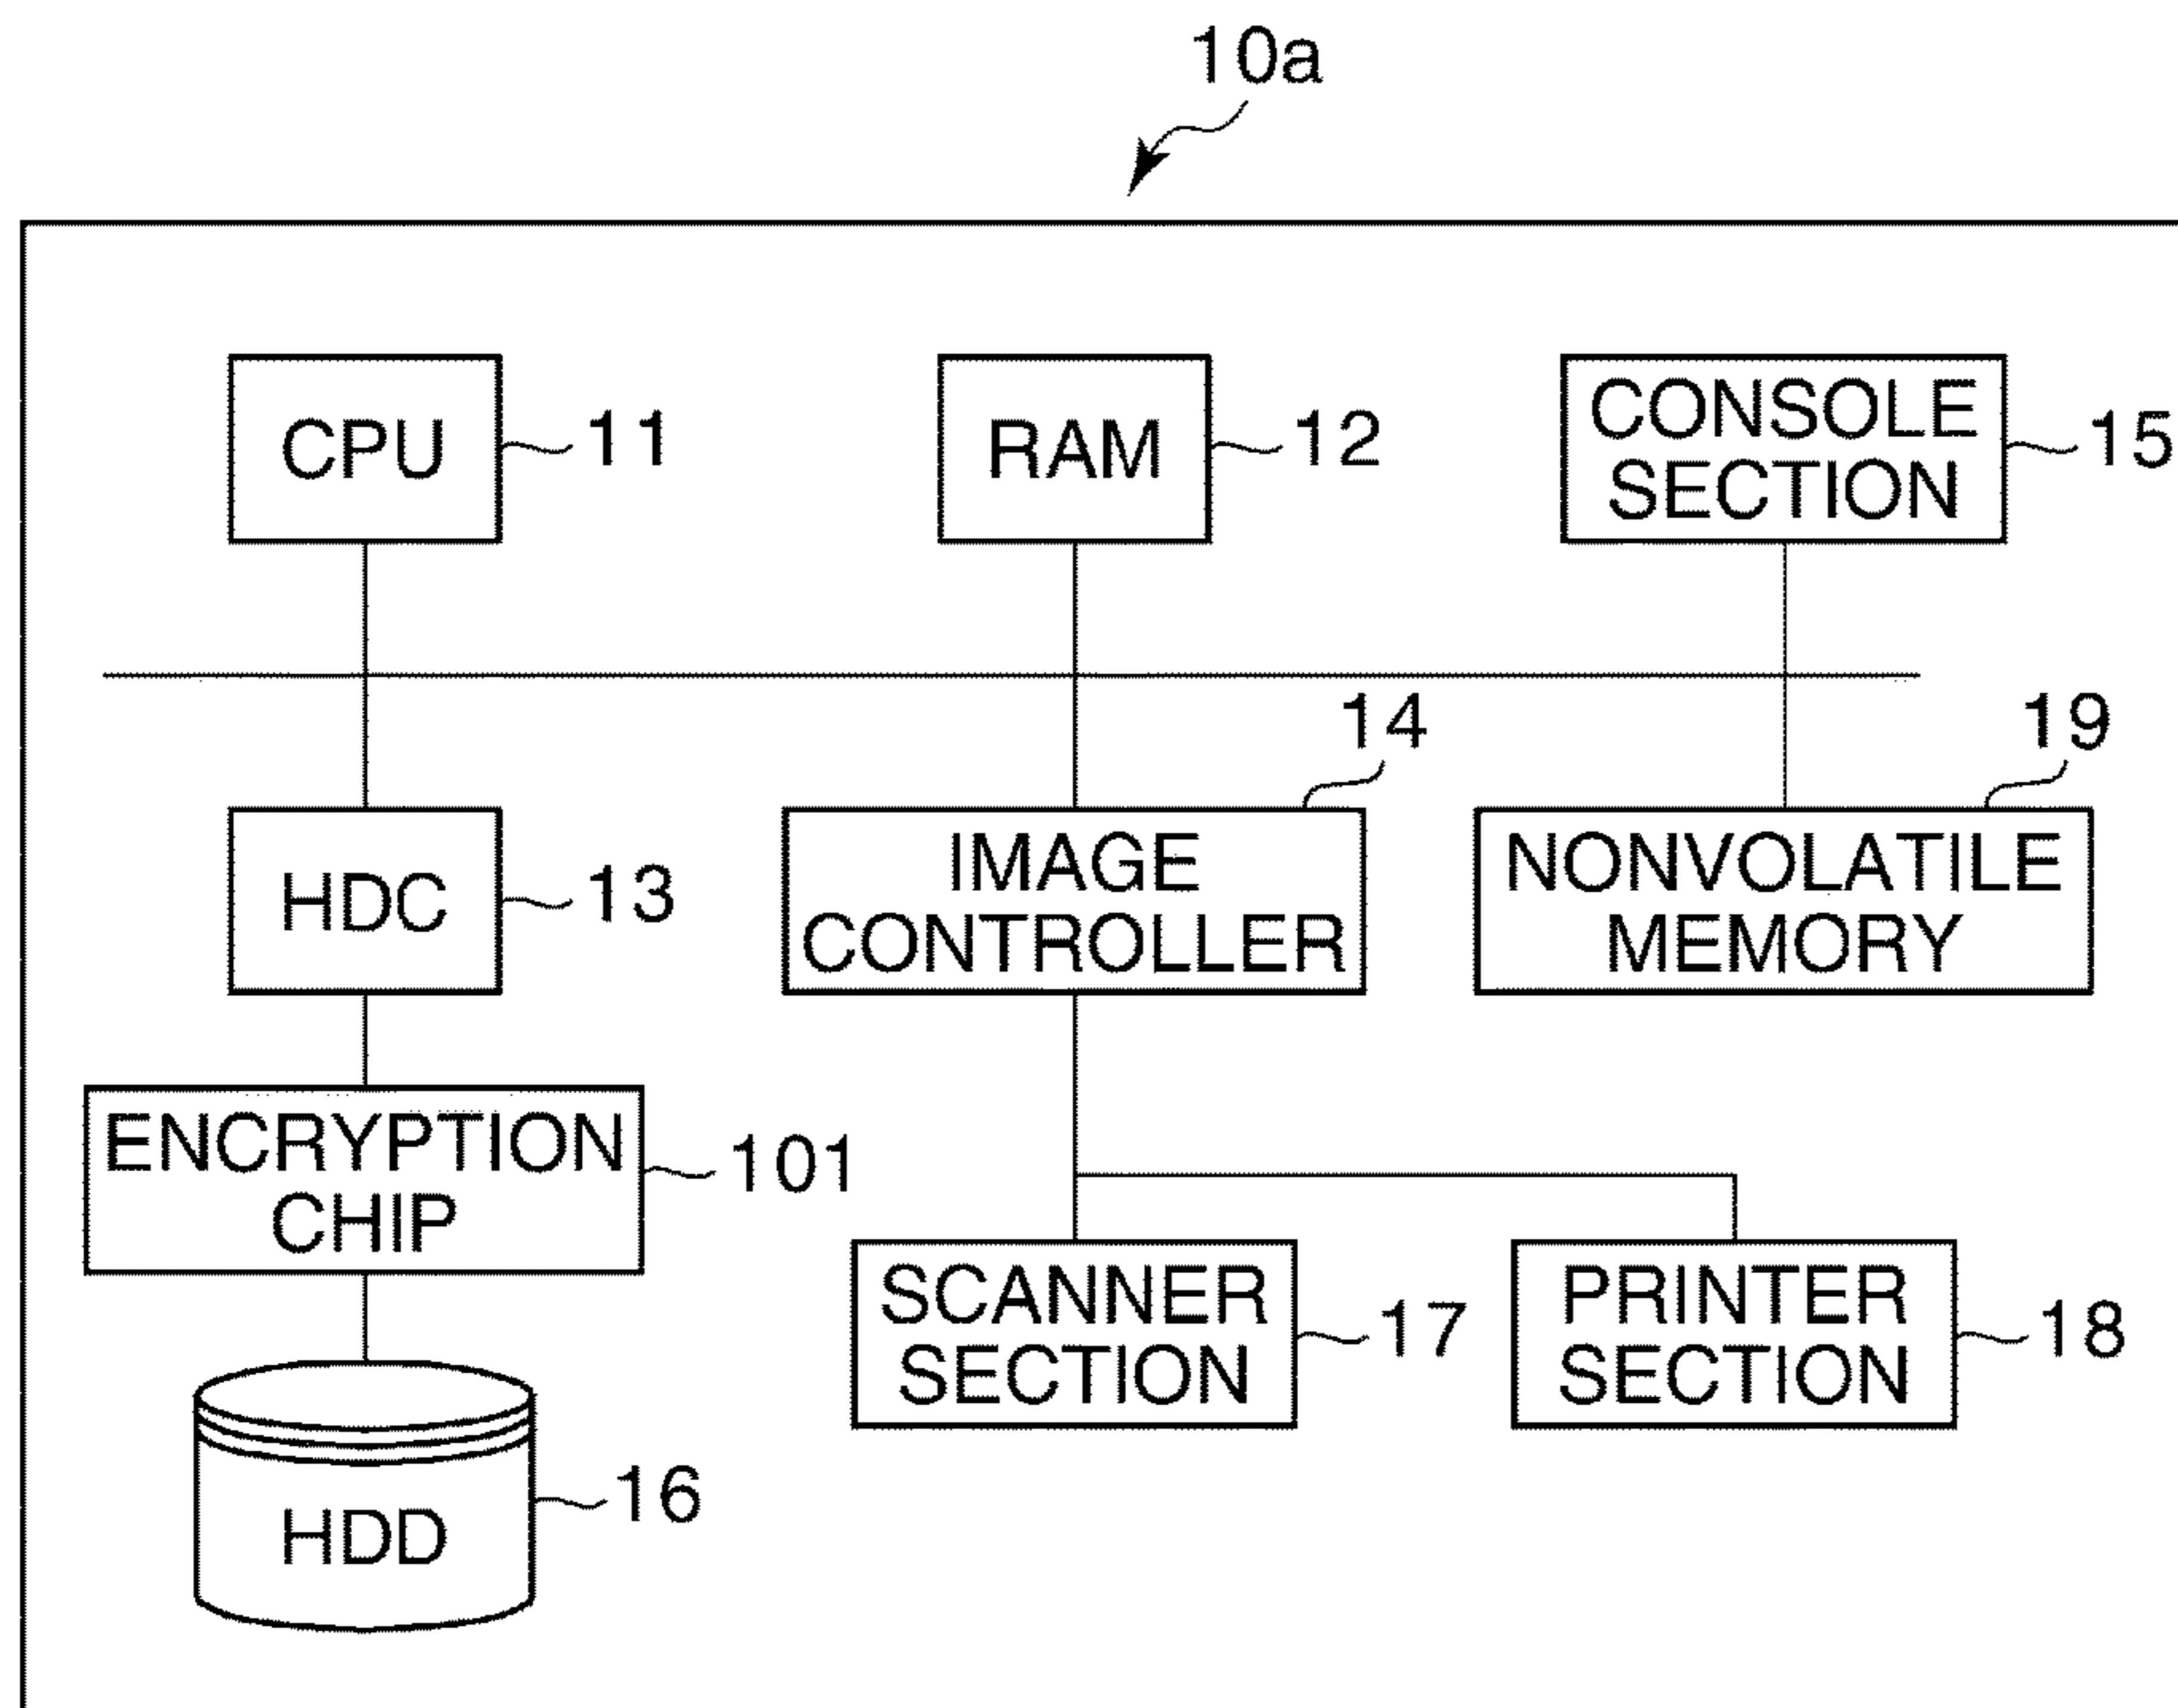 10a
CPU
11
RAM
12
CONSOLE
SECTION
15
14
19
HDC
13
IMAGE
CONTROLLER
NONVOLATILE
MEMORY
ENCRYPTION
CHIP
101
SCANNER
SECTION
17
PRINTER
SECTION
18
HDD
16